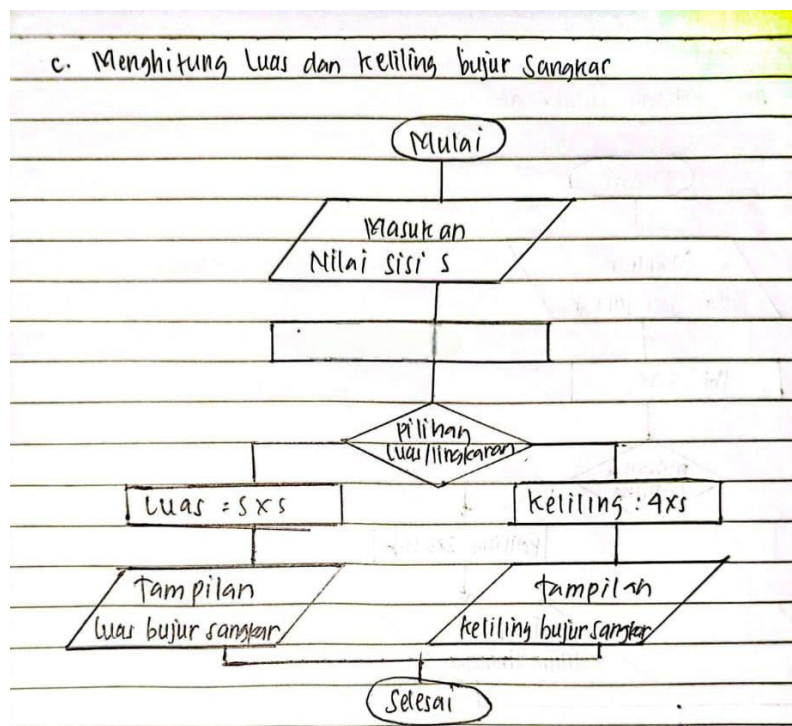 c. Menghitung Luas dan Keliling bujur sangkar
Mulai
Masukan
Nilai sisi s
pilihan
Luas/lingkaran
Luas = s x s
Keliling : 4xs
Tampilan
Luas bujur sangkar
tampilan
keliling bujur sangkar
Selesai